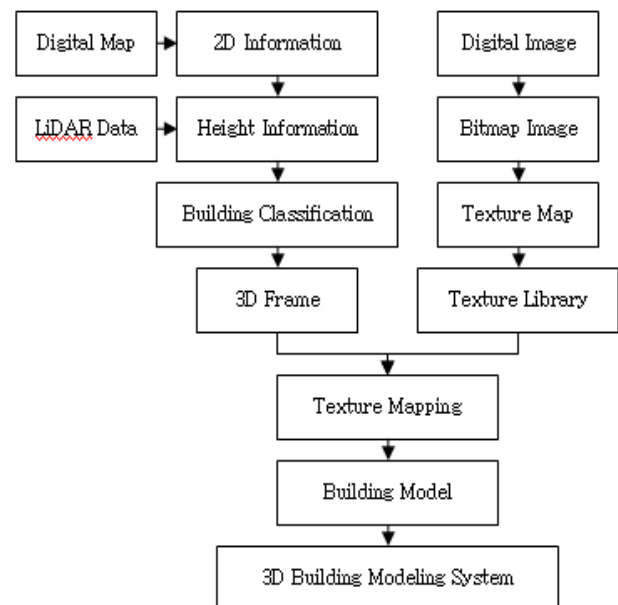 Digital Map
2D Information
Digital Image
LiDAR Data
Height Information
Bitmap Image
Building Classification
Texture Map
3D Frame
Texture Library
Texture Mapping
Building Model
3D Building Modeling System